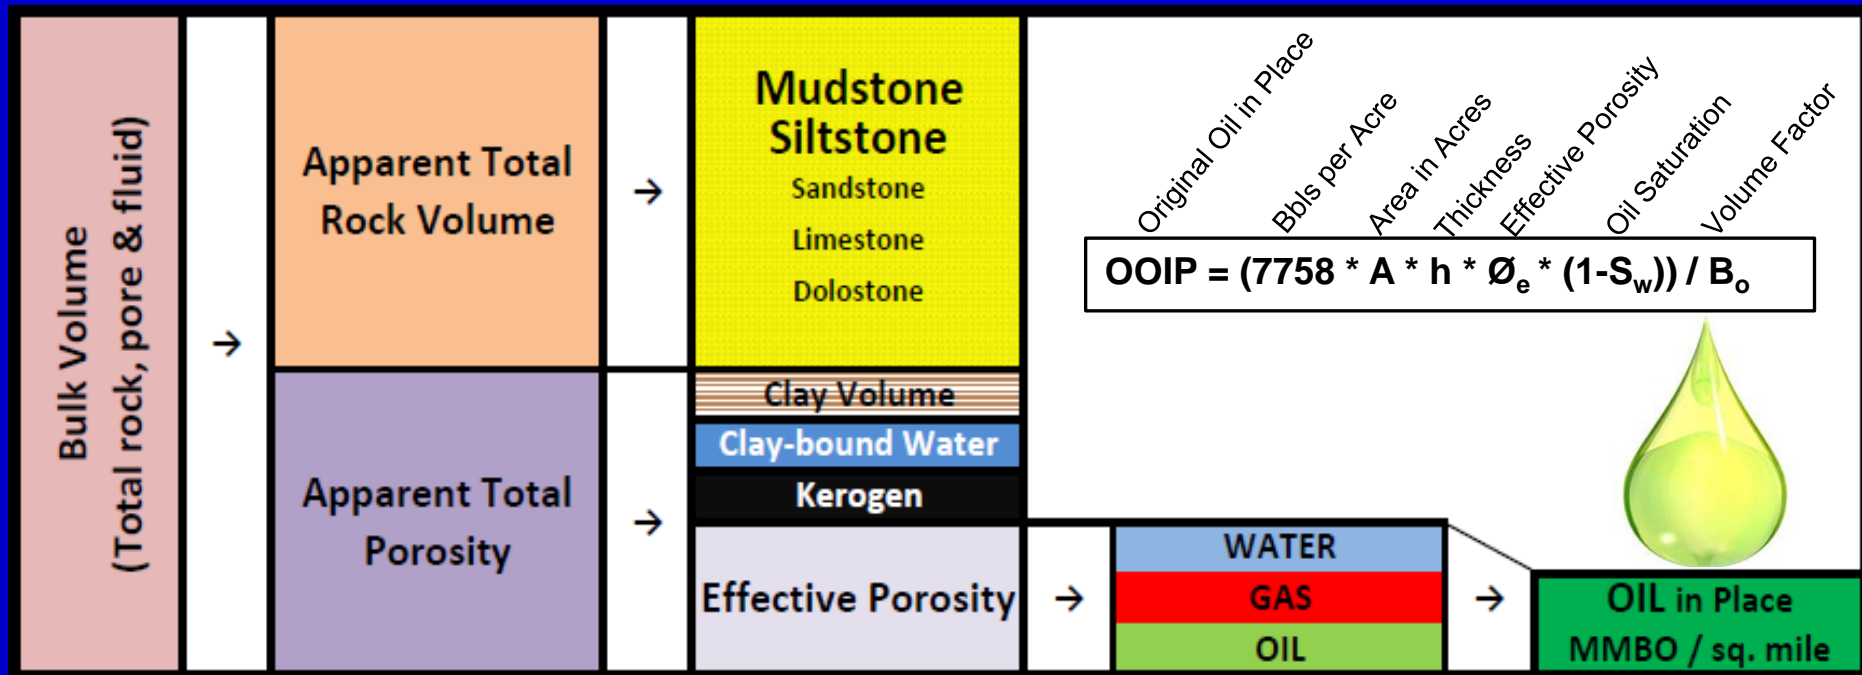 Bulk Volume
(Total rock, pore & fluid)
→
Apparent Total
Rock Volume
Apparent Total
Porosity
→
→
Mudstone
Siltstone
Sandstone
Limestone
Dolostone
Clay Volume
Clay-bound Water
Kerogen
Effective Porosity
→
WATER
GAS
OIL
→
OIL in Place
MMBO / sq. mile
Original Oil in Place
Bbls per Acre
Area in Acres
Thickness
Effective Porosity
Oil Saturation
Volume Factor
OOIP = (7758 * A * h * Øₑ * (1-S_w)) / Bₒ